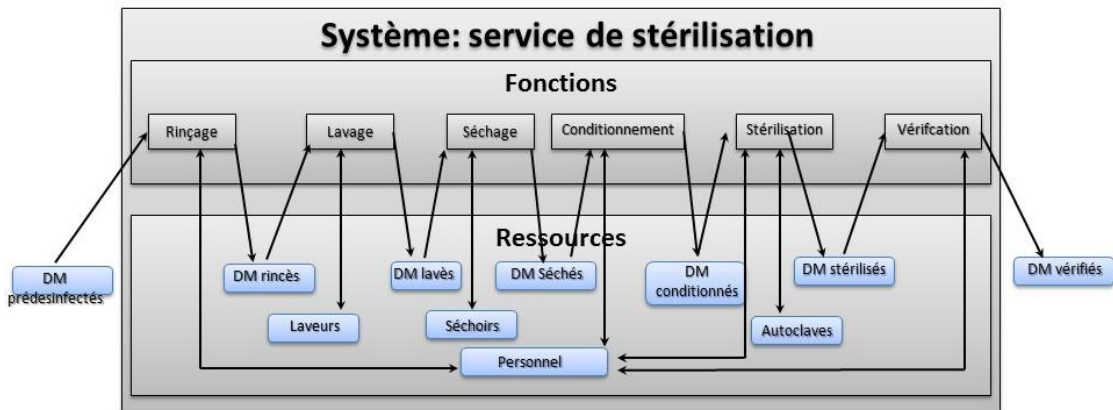 Système: service de stérilisation
Fonctions
Rinçage
Lavage
Séchage
Conditionnement
Stérilisation
Vérifcation
Ressources
DM
prédesinfectés
DM rincès
DM lavès
DM Séchés
DM
conditionnés
DM stérilisés
DM vérifiés
Laveurs
Séchoirs
Autoclaves
Personnel